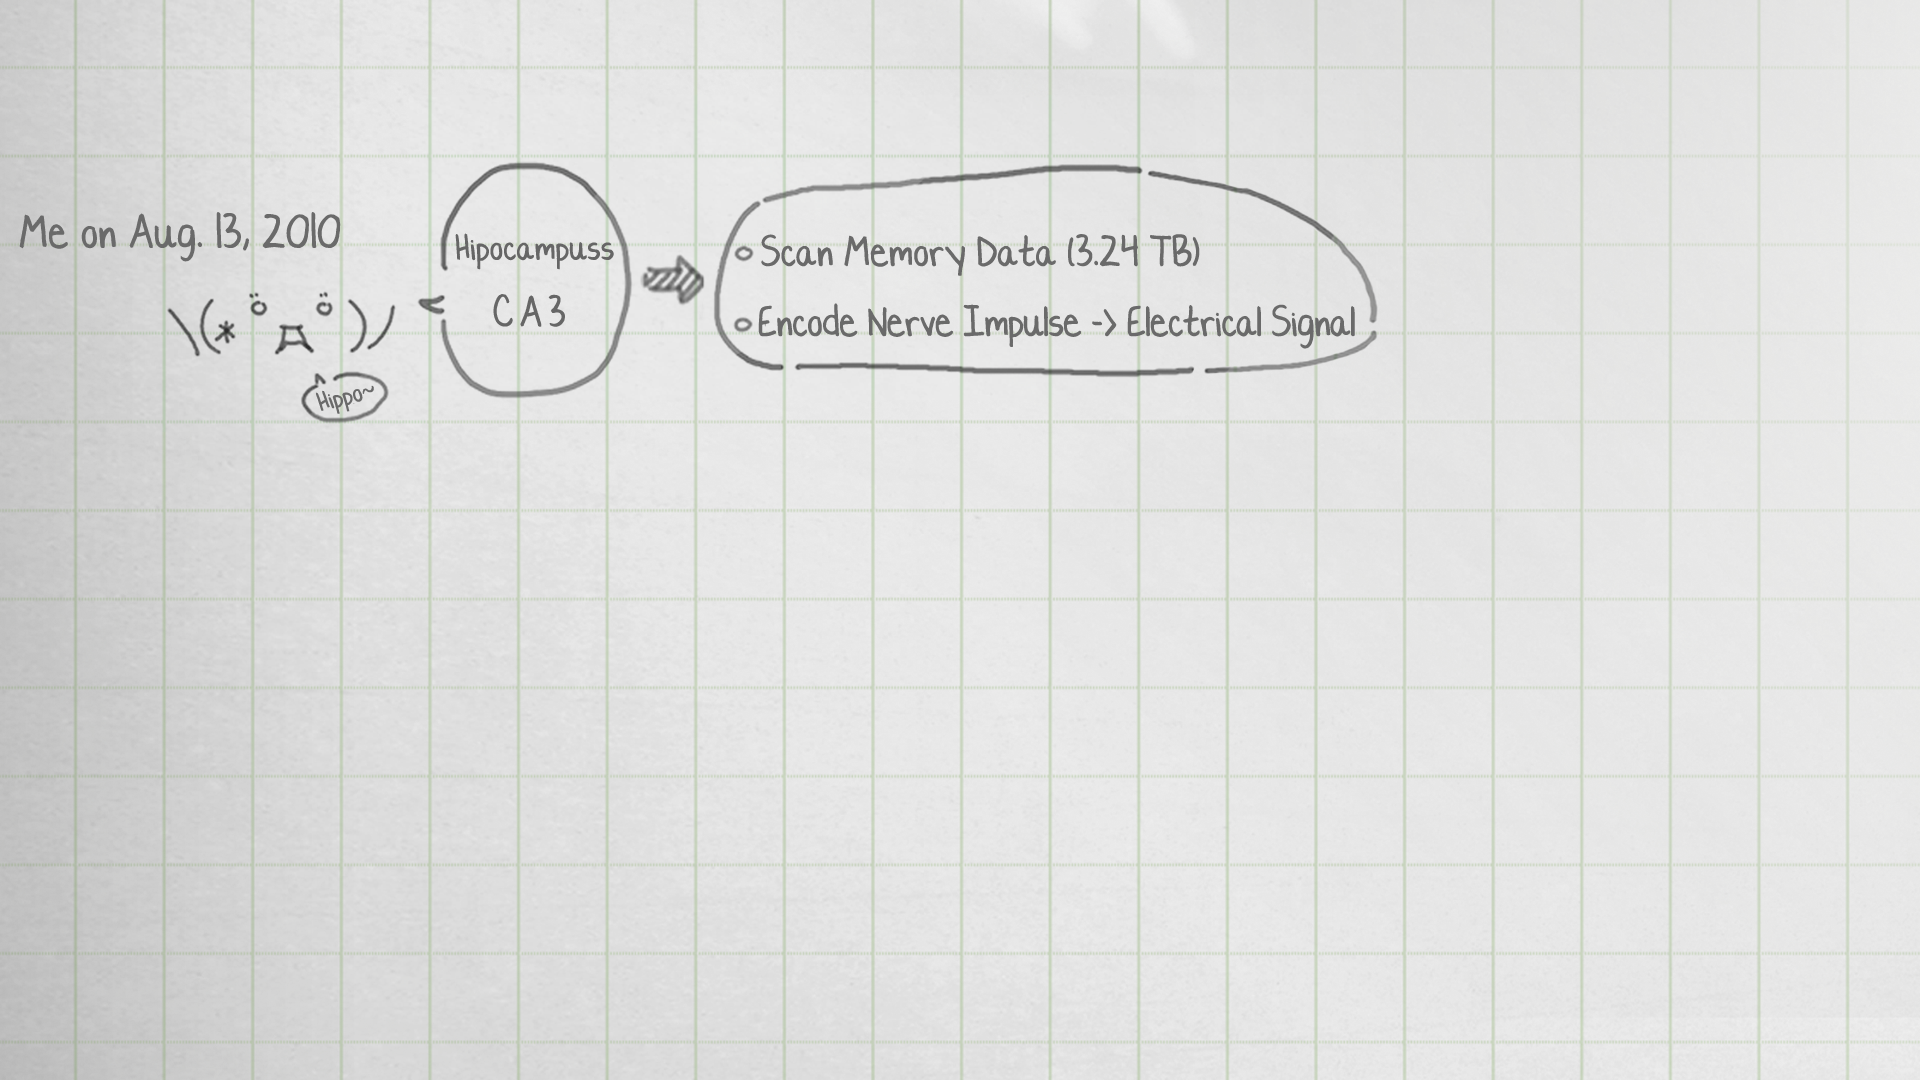 Me on Aug. 13, 2010
Hippo~
Hipocampuss
CA3
Scan Memory Data (3.24 TB)
Encode Nerve Impulse -> Electrical Signal